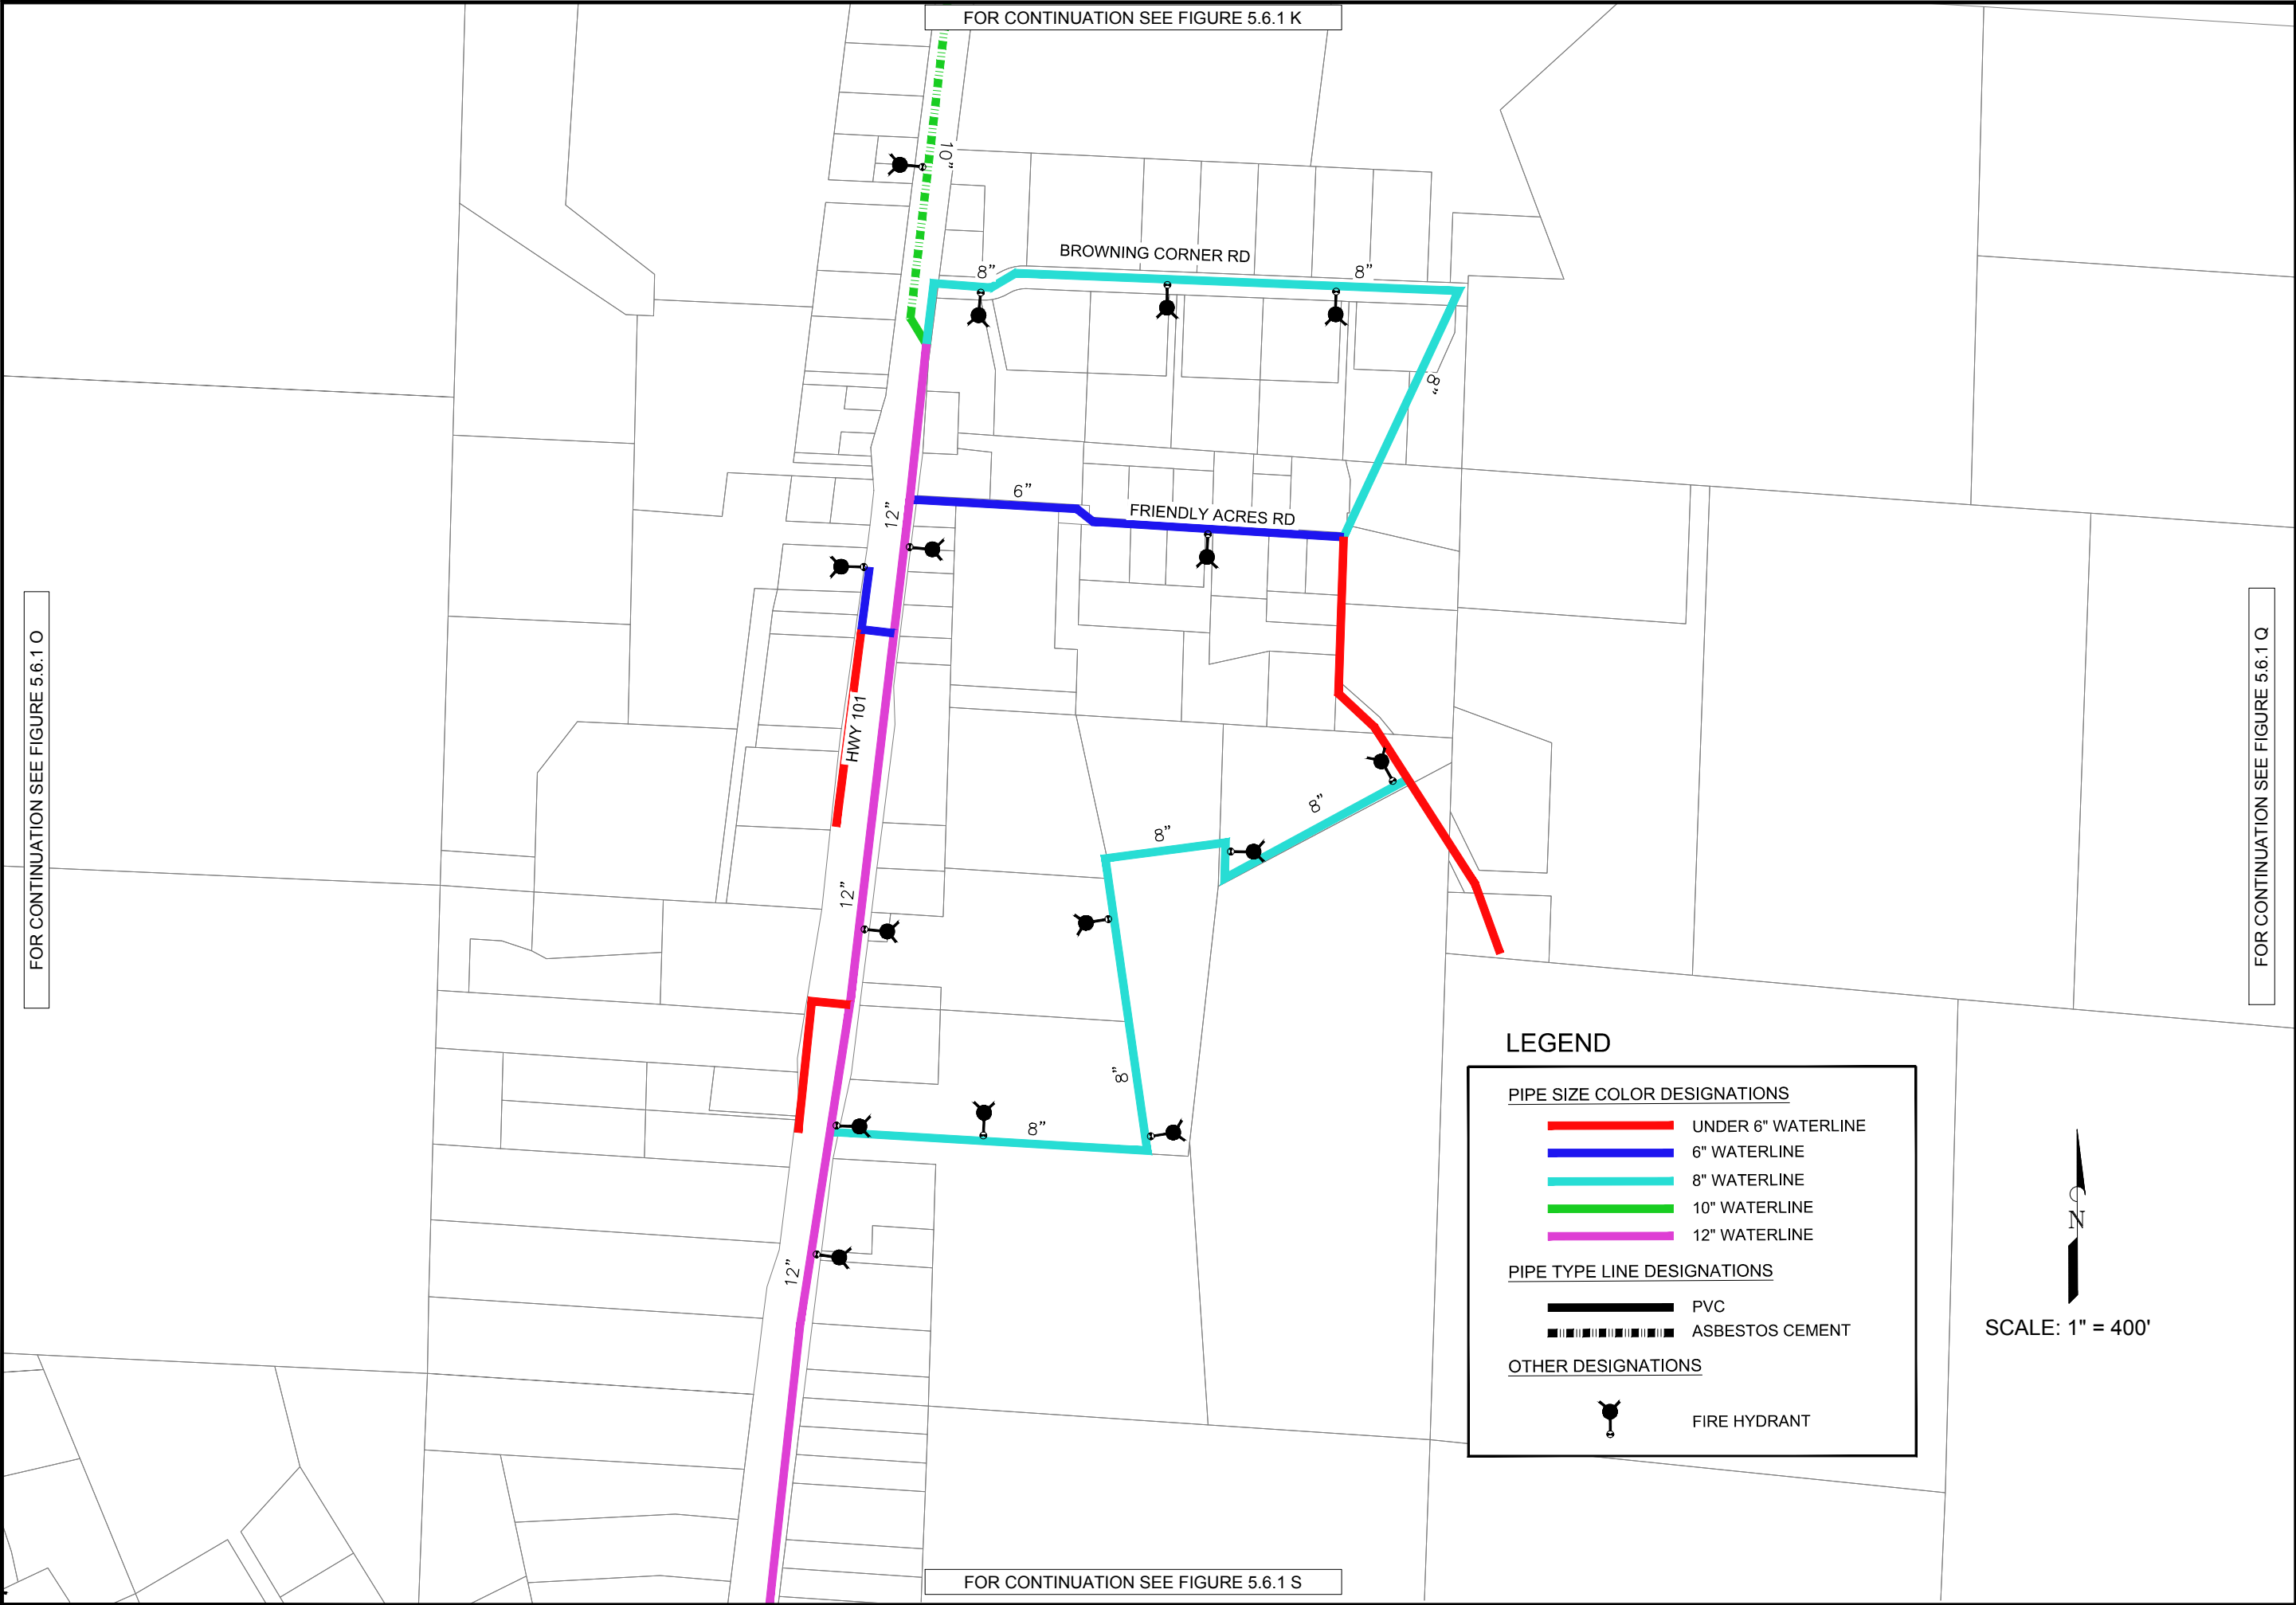 FOR CONTINUATION SEE FIGURE 5.6.1 K
10"
BROWNING CORNER RD
8"
8"
8"
6"
FRIENDLY ACRES RD
12"
FOR CONTINUATION SEE FIGURE 5.6.1 O
FOR CONTINUATION SEE FIGURE 5.6.1 Q
HWY 101
8"
8"
12"
8"
8"
12"
LEGEND
PIPE SIZE COLOR DESIGNATIONS
UNDER 6" WATERLINE
6" WATERLINE
8" WATERLINE
10" WATERLINE
12" WATERLINE
PIPE TYPE LINE DESIGNATIONS
PVC
ASBESTOS CEMENT
OTHER DESIGNATIONS
FIRE HYDRANT
N
SCALE: 1" = 400'
FOR CONTINUATION SEE FIGURE 5.6.1 S